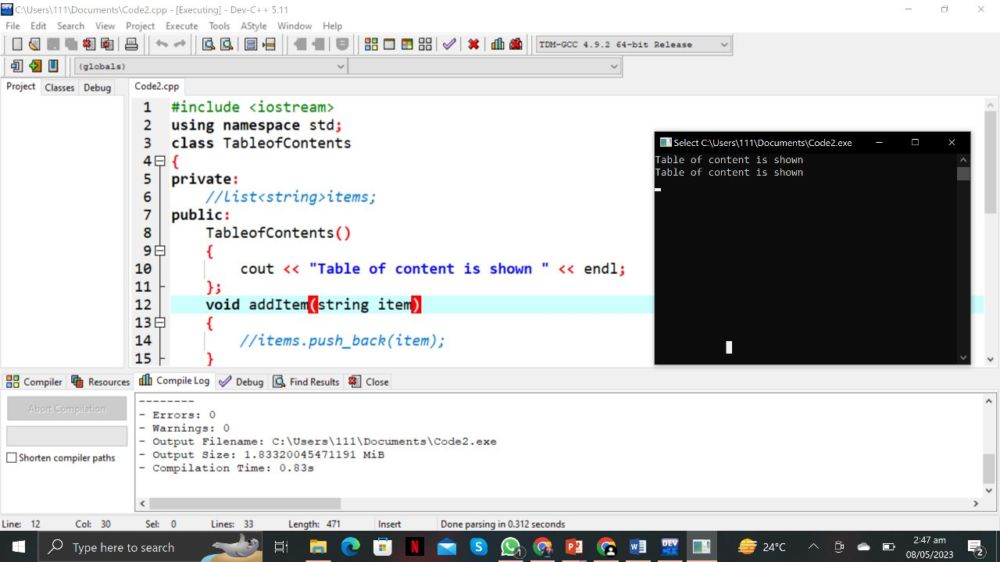 C:\Users\111\Documents\Code2.cpp - [Executing] - Dev-C++ 5.11
File Edit Search View Project Execute Tools AStyle Window Help
TDM-GCC 4.9.2 64-bit Release
(globals)
Project Classes Debug
Code2.cpp
1 #include <iostream>
2 using namespace std;
3 class TableofContents
4 {
5 private:
6 //list<string>items;
7 public:
8 TableofContents()
9 {
10 cout << "Table of content is shown " << endl;
11 };
12 void addItem(string item)
13 {
14 //items.push_back(item);
15 }
Select C:\Users\111\Documents\Code2.exe
Table of content is shown
Table of content is shown
Compiler Resources Compile Log Debug Find Results Close
Abort Compilation
Shorten compiler paths
--------
- Errors: 0
- Warnings: 0
- Output Filename: C:\Users\111\Documents\Code2.exe
- Output Size: 1.83320045471191 MiB
- Compilation Time: 0.83s
Line: 12 Col: 30 Sel: 0 Lines: 33 Length: 471 Insert Done parsing in 0.312 seconds
Type here to search
24°C
2:47 am
08/05/2023
2